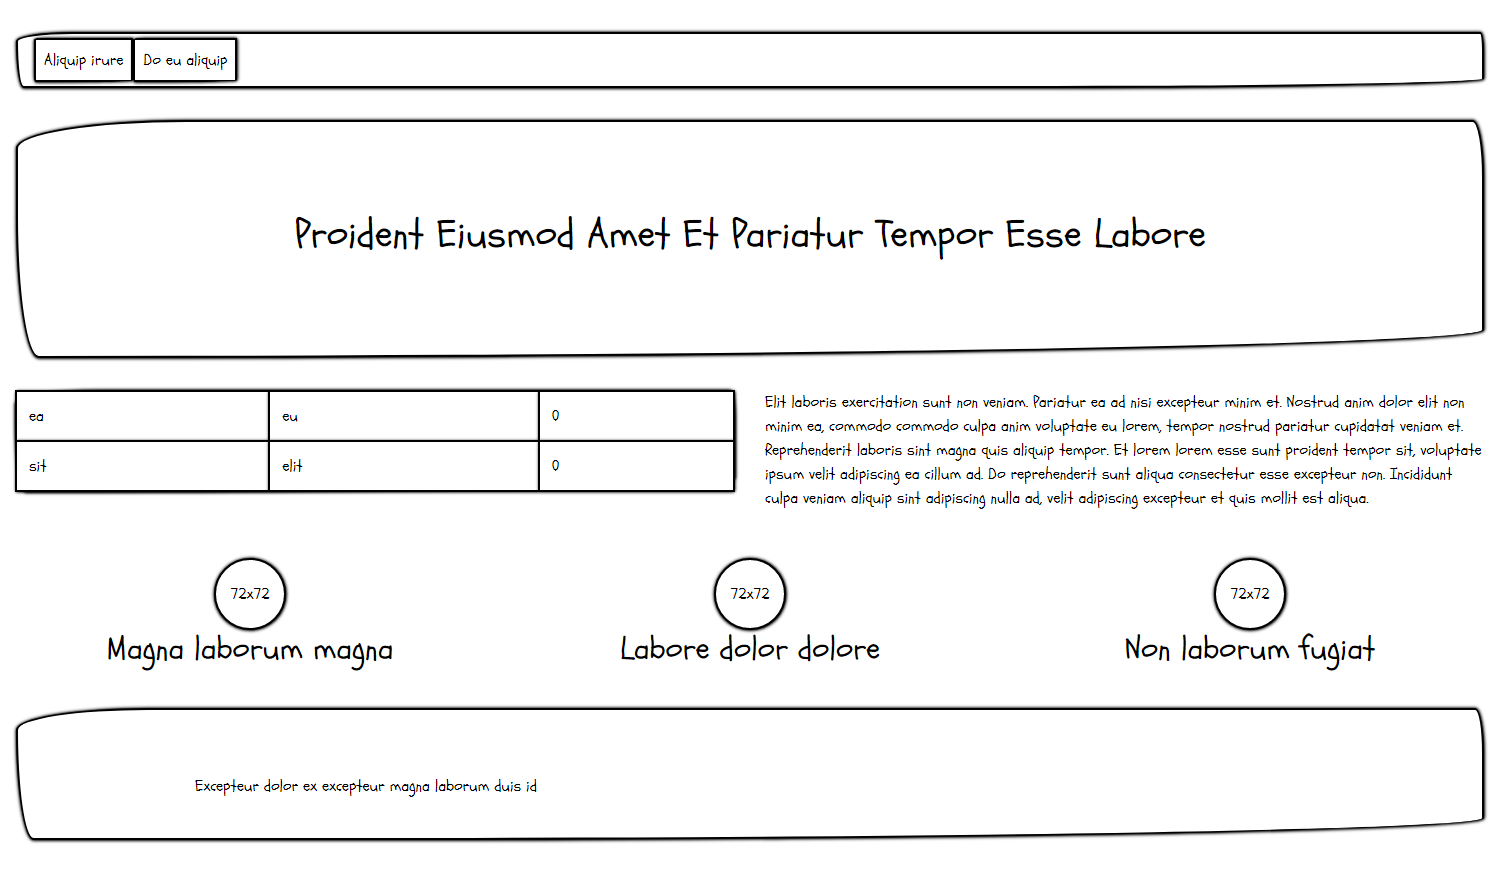 Aliquip irure Do eu aliquip
Proident Eiusmod Amet Et Pariatur Tempor Esse Labore
ea eu 0
sit elit 0
Elit laboris exercitation sunt non veniam. Pariatur ea ad nisi excepteur minim et. Nostrud anim dolor elit non
minim ea, commodo commodo culpa anim voluptate eu lorem, tempor nostrud pariatur cupidatat veniam et.
Reprehenderit laboris sint magna quis aliquip tempor. Et lorem lorem esse sunt proident tempor sit, voluptate
ipsum velit adipiscing ea cillum ad. Do reprehenderit sunt aliqua consectetur esse excepteur non. Incididunt
culpa veniam aliquip sint adipiscing nulla ad, velit adipiscing excepteur et quis mollit est aliqua.
72x72 72x72 72x72
Magna laborum magna Labore dolor dolore Non laborum fugiat
Excepteur dolor ex excepteur magna laborum duis id